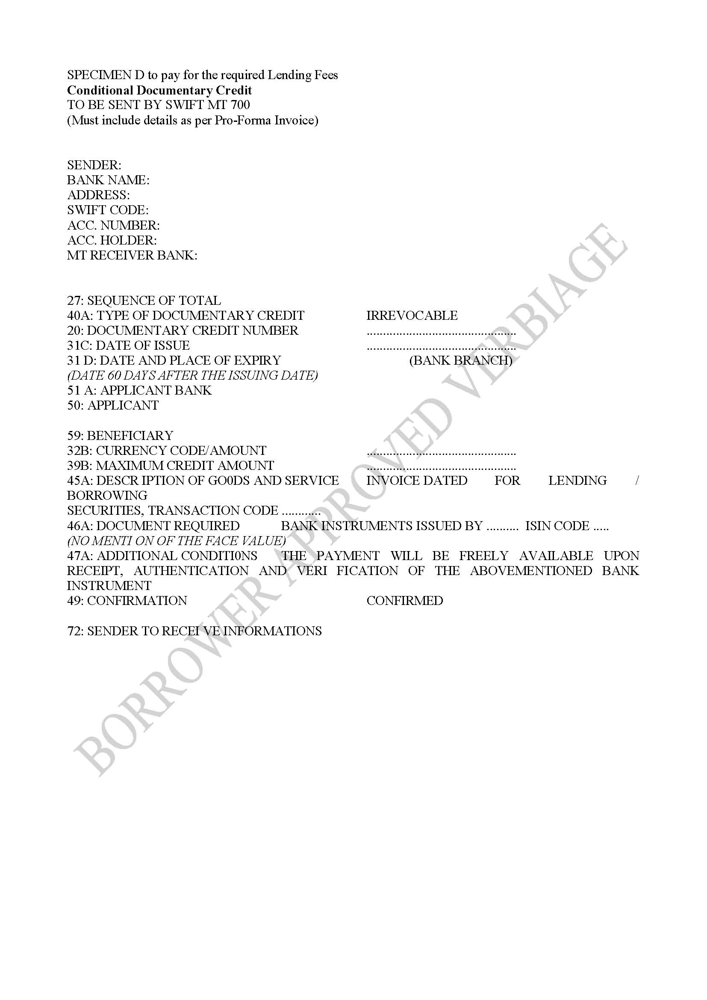 SPECIMEN D to pay for the required Lending Fees
Conditional Documentary Credit
TO BE SENT BY SWIFT MT 700
(Must include details as per Pro-Forma Invoice)
SENDER:
BANK NAME:
ADDRESS:
SWIFT CODE:
ACC. NUMBER:
ACC. HOLDER:
MT RECEIVER BANK:
27: SEQUENCE OF TOTAL
40A: TYPE OF DOCUMENTARY CREDIT IRREVOCABLE
20: DOCUMENTARY CREDIT NUMBER ..............................................
31C: DATE OF ISSUE ..............................................
31 D: DATE AND PLACE OF EXPIRY (BANK BRANCH)
(DATE 60 DAYS AFTER THE ISSUING DATE)
51 A: APPLICANT BANK
50: APPLICANT
59: BENEFICIARY
32B: CURRENCY CODE/AMOUNT ..............................................
39B: MAXIMUM CREDIT AMOUNT ..............................................
45A: DESCR IPTION OF GO0DS AND SERVICE INVOICE DATED FOR LENDING /
BORROWING
SECURITIES, TRANSACTION CODE ............
46A: DOCUMENT REQUIRED BANK INSTRUMENTS ISSUED BY .......... ISIN CODE .....
(NO MENTI ON OF THE FACE VALUE)
47A: ADDITIONAL CONDITI0NS THE PAYMENT WILL BE FREELY AVAILABLE UPON
RECEIPT, AUTHENTICATION AND VERI FICATION OF THE ABOVEMENTIONED BANK
INSTRUMENT
49: CONFIRMATION CONFIRMED
72: SENDER TO RECEI VE INFORMATIONS
BORROWER APPROVED VERBIAGE